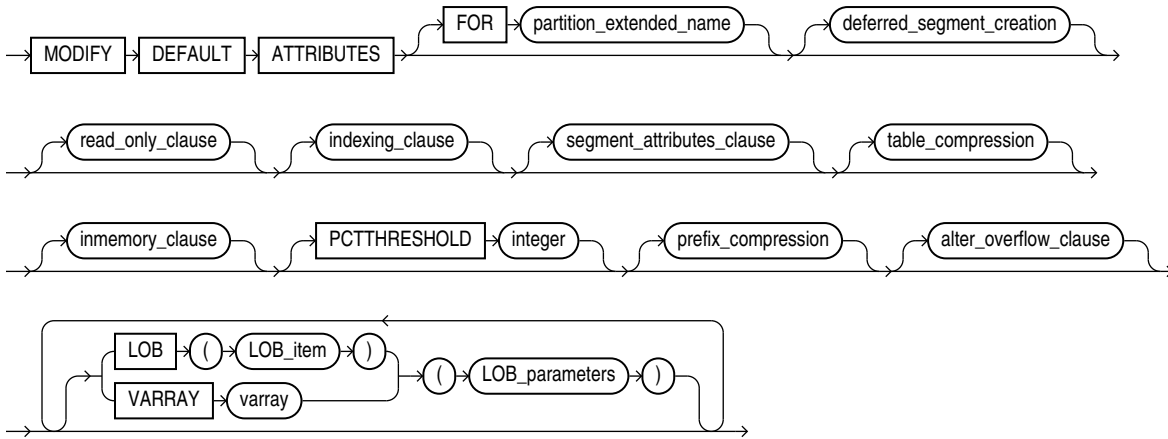 FOR partition_extended_name deferred_segment_creation
MODIFY DEFAULT ATTRIBUTES
read_only_clause indexing_clause segment_attributes_clause table_compression
inmemory_clause PCTTHRESHOLD integer prefix_compression alter_overflow_clause
LOB ( LOB_item )
( LOB_parameters )
VARRAY varray